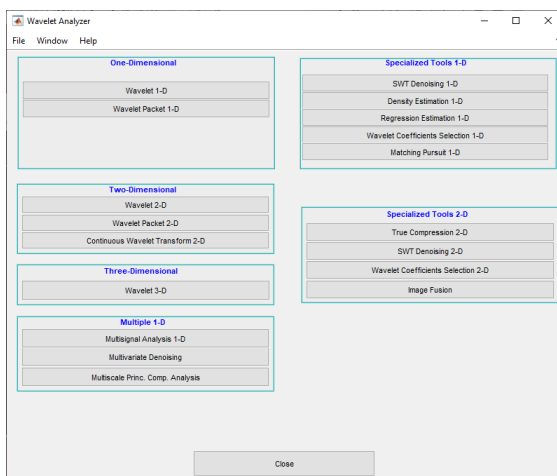 Wavelet Analyzer
File Window Help
One-Dimensional
Wavelet 1-D
Wavelet Packet 1-D
Two-Dimensional
Wavelet 2-D
Wavelet Packet 2-D
Continuous Wavelet Transform 2-D
Three-Dimensional
Wavelet 3-D
Multiple 1-D
Multisignal Analysis 1-D
Multivariate Denoising
Multiscale Princ. Comp. Analysis
Specialized Tools 1-D
SWT Denoising 1-D
Density Estimation 1-D
Regression Estimation 1-D
Wavelet Coefficients Selection 1-D
Matching Pursuit 1-D
Specialized Tools 2-D
True Compression 2-D
SWT Denoising 2-D
Wavelet Coefficients Selection 2-D
Image Fusion
Close